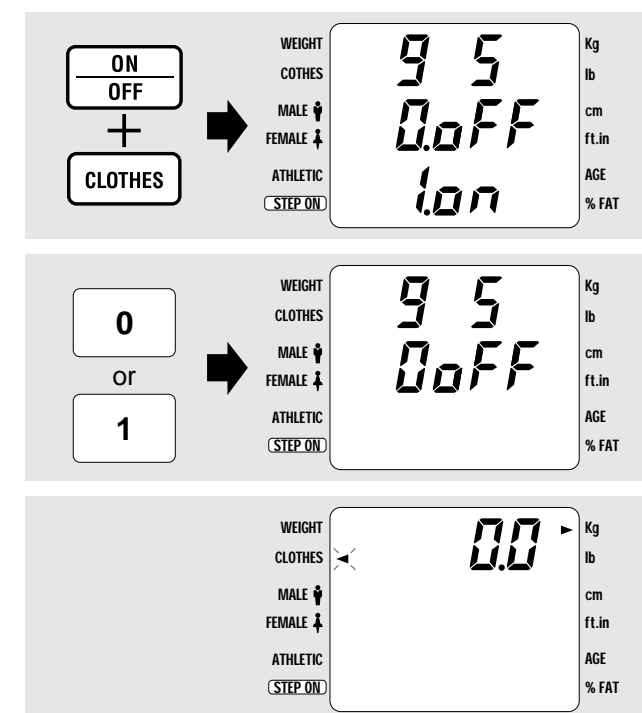 ON
OFF
+
CLOTHES
WEIGHT
COTHES
MALE
FEMALE
ATHLETIC
STEP ON
9 5
0.oFF
1.on
Kg
lb
cm
ft.in
AGE
% FAT
0
or
1
WEIGHT
CLOTHES
MALE
FEMALE
ATHLETIC
STEP ON
9 5
0oFF
Kg
lb
cm
ft.in
AGE
% FAT
WEIGHT
CLOTHES
MALE
FEMALE
ATHLETIC
STEP ON
0.0
Kg
lb
cm
ft.in
AGE
% FAT